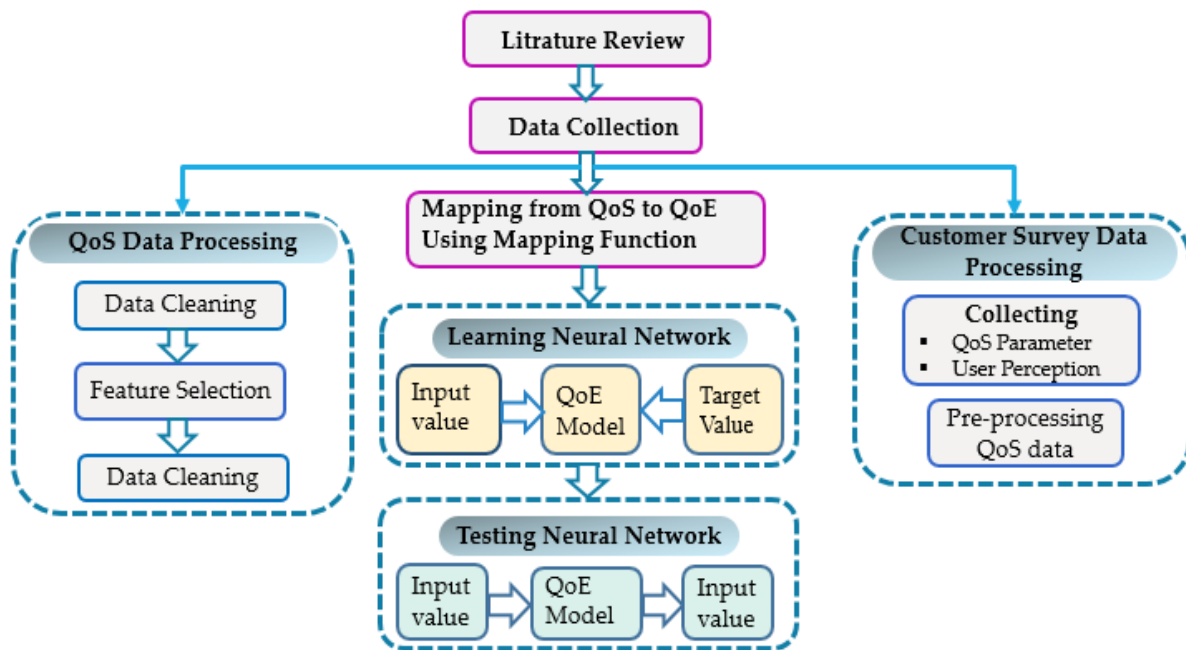 Litrature Review
Data Collection
Mapping from QoS to QoE
Using Mapping Function
QoS Data Processing
Data Cleaning
Feature Selection
Data Cleaning
Learning Neural Network
Input
value
QoE
Model
Target
Value
Testing Neural Network
Input
value
QoE
Model
Input
value
Customer Survey Data
Processing
Collecting
▪ QoS Parameter
▪ User Perception
Pre-processing
QoS data